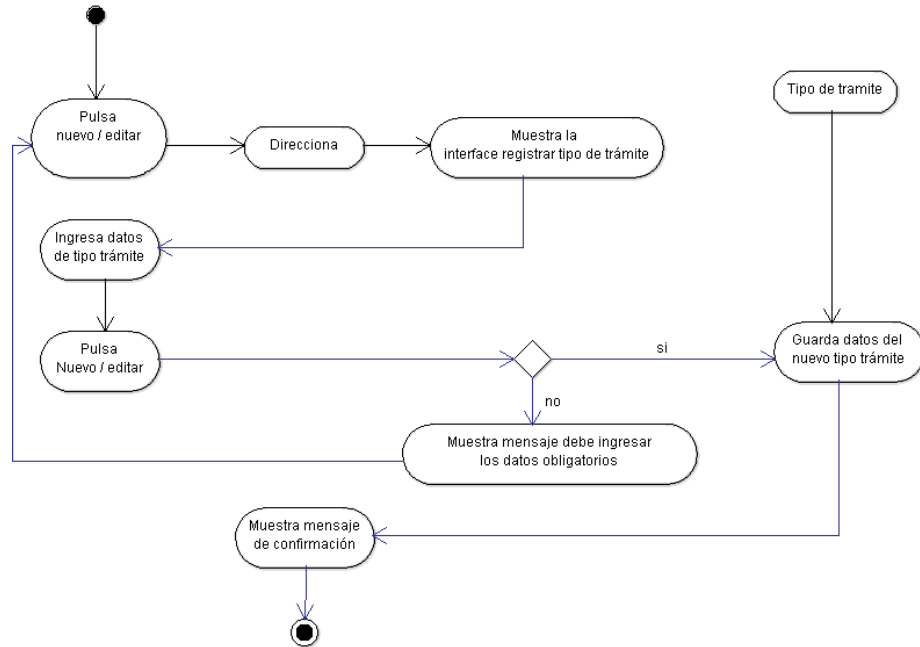 Pulsa
nuevo / editar
Direcciona
Muestra la
interface registrar tipo de trámite
Tipo de tramite
Ingresa datos
de tipo trámite
Pulsa
Nuevo / editar
si
Guarda datos del
nuevo tipo trámite
no
Muestra mensaje debe ingresar
los datos obligatorios
Muestra mensaje
de confirmación